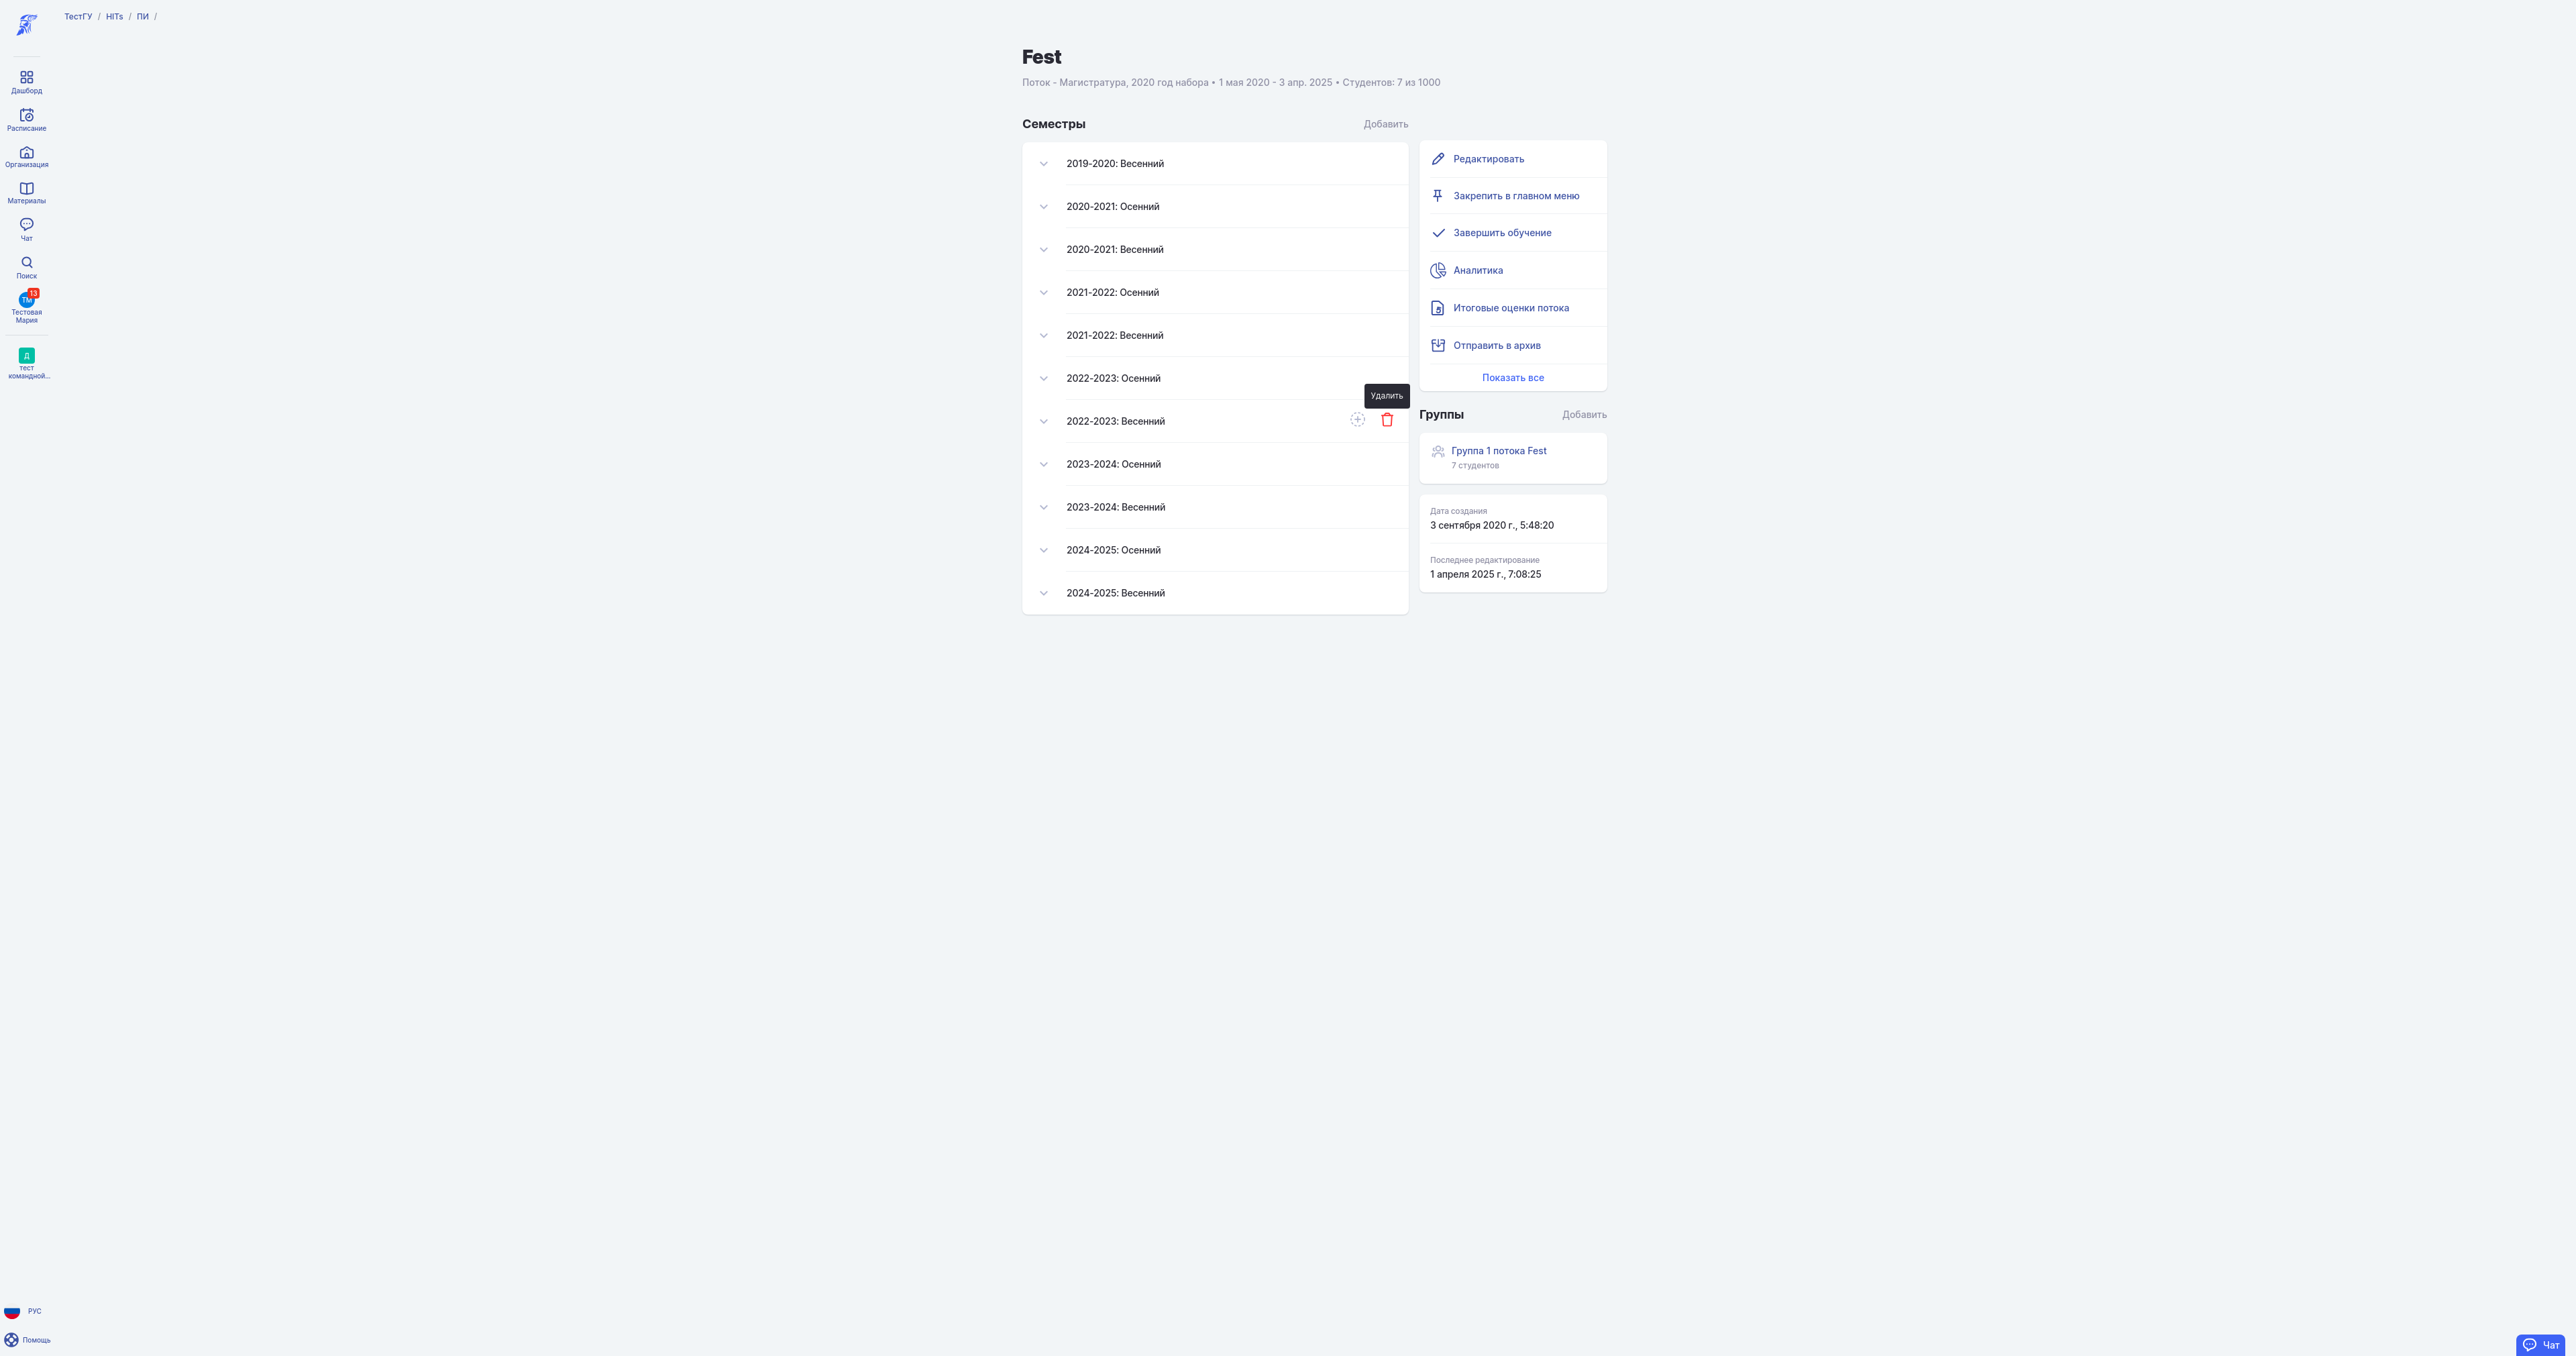 ТестГУ / HITs / ПИ /
Дашборд
Расписание
Организация
Материалы
Чат
Поиск
ТМ
13
Тестовая
Мария
Д
тест
командной...
РУС
Помощь
Fest
Поток - Магистратура, 2020 год набора • 1 мая 2020 - 3 апр. 2025 • Студентов: 7 из 1000
Семестры
Добавить
2019-2020: Весенний
2020-2021: Осенний
2020-2021: Весенний
2021-2022: Осенний
2021-2022: Весенний
2022-2023: Осенний
Удалить
2022-2023: Весенний
2023-2024: Осенний
2023-2024: Весенний
2024-2025: Осенний
2024-2025: Весенний
Редактировать
Закрепить в главном меню
Завершить обучение
Аналитика
Итоговые оценки потока
Отправить в архив
Показать все
Группы
Добавить
Группа 1 потока Fest
7 студентов
Дата создания
3 сентября 2020 г., 5:48:20
Последнее редактирование
1 апреля 2025 г., 7:08:25
Чат